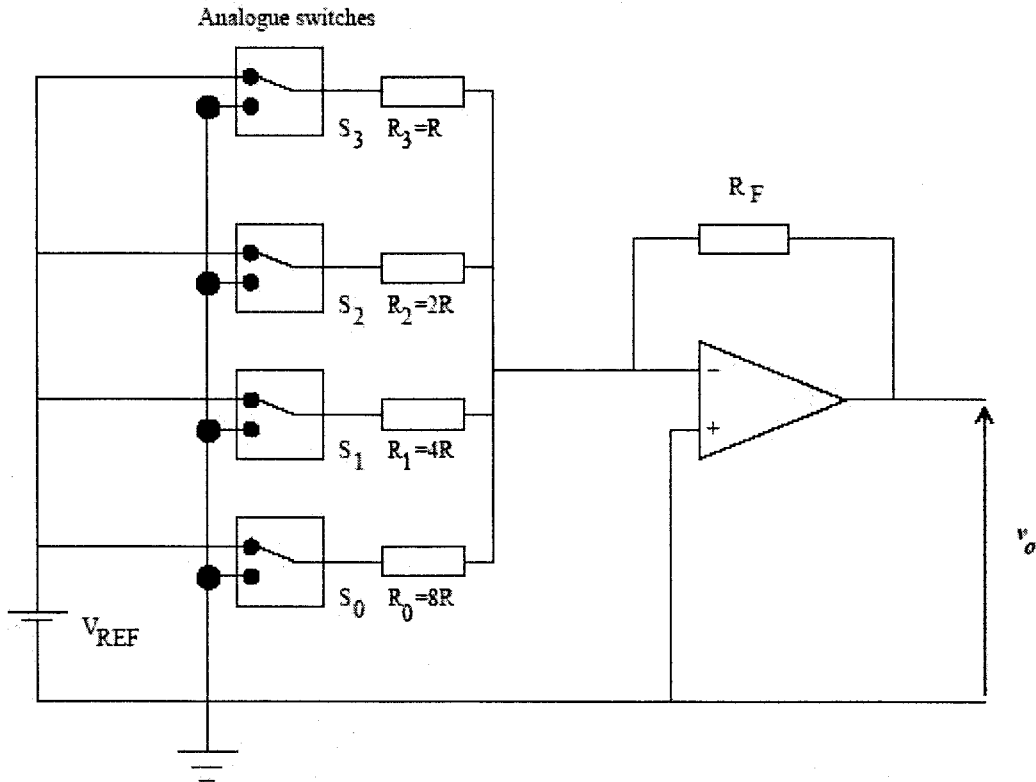 Analogue switches
S3 R3=R
RF
S2 R2=2R
S1 R1=4R
S0 R0=8R
VREF
−
+
vo